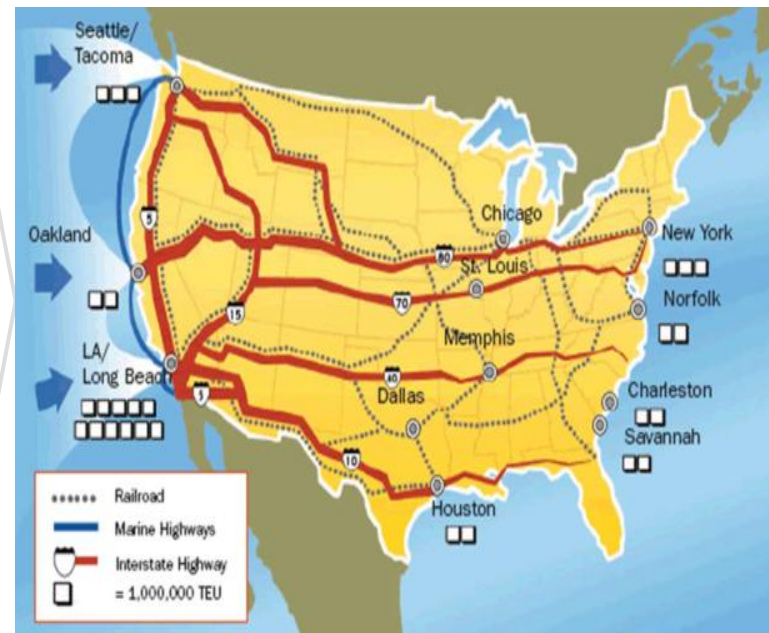 Seattle/
Tacoma
Oakland
LA/
Long Beach
5
15
5
80
70
40
10
Chicago
St. Louis
Memphis
Dallas
Houston
New York
Norfolk
Charleston
Savannah
Railroad
Marine Highways
Interstate Highway
= 1,000,000 TEU